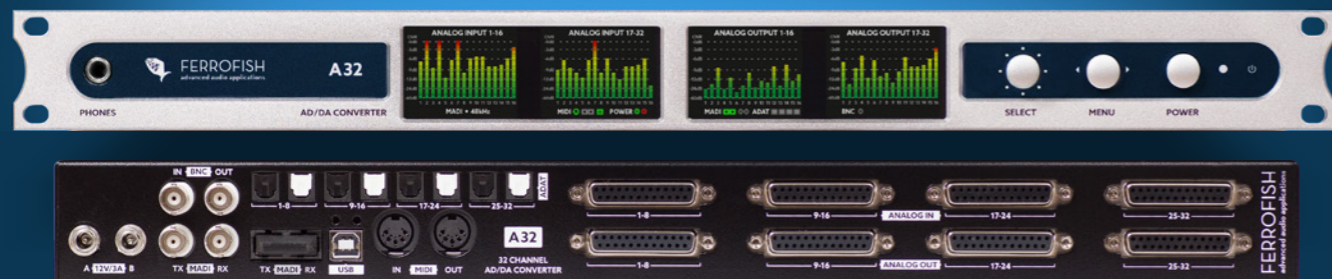 ANALOG INPUT 1-16
ANALOG INPUT 17-32
ANALOG OUTPUT 1-16
ANALOG OUTPUT 17-32
FERROFISH
advanced audio applications
A32
PHONES
AD/DA CONVERTER
MADI • 48kHz
MIDI
POWER
MADI
ADAT
BNC
SELECT
MENU
POWER
IN BNC OUT
1-8
9-16
17-24
25-32
ADAT
A 12V/3A B
TX MADI RX
TX MADI RX
USB
IN MIDI OUT
A32
32 CHANNEL
AD/DA CONVERTER
1-8
9-16
ANALOG IN
17-24
25-32
1-8
9-16
ANALOG OUT
17-24
25-32
FERROFISH
advanced audio applications